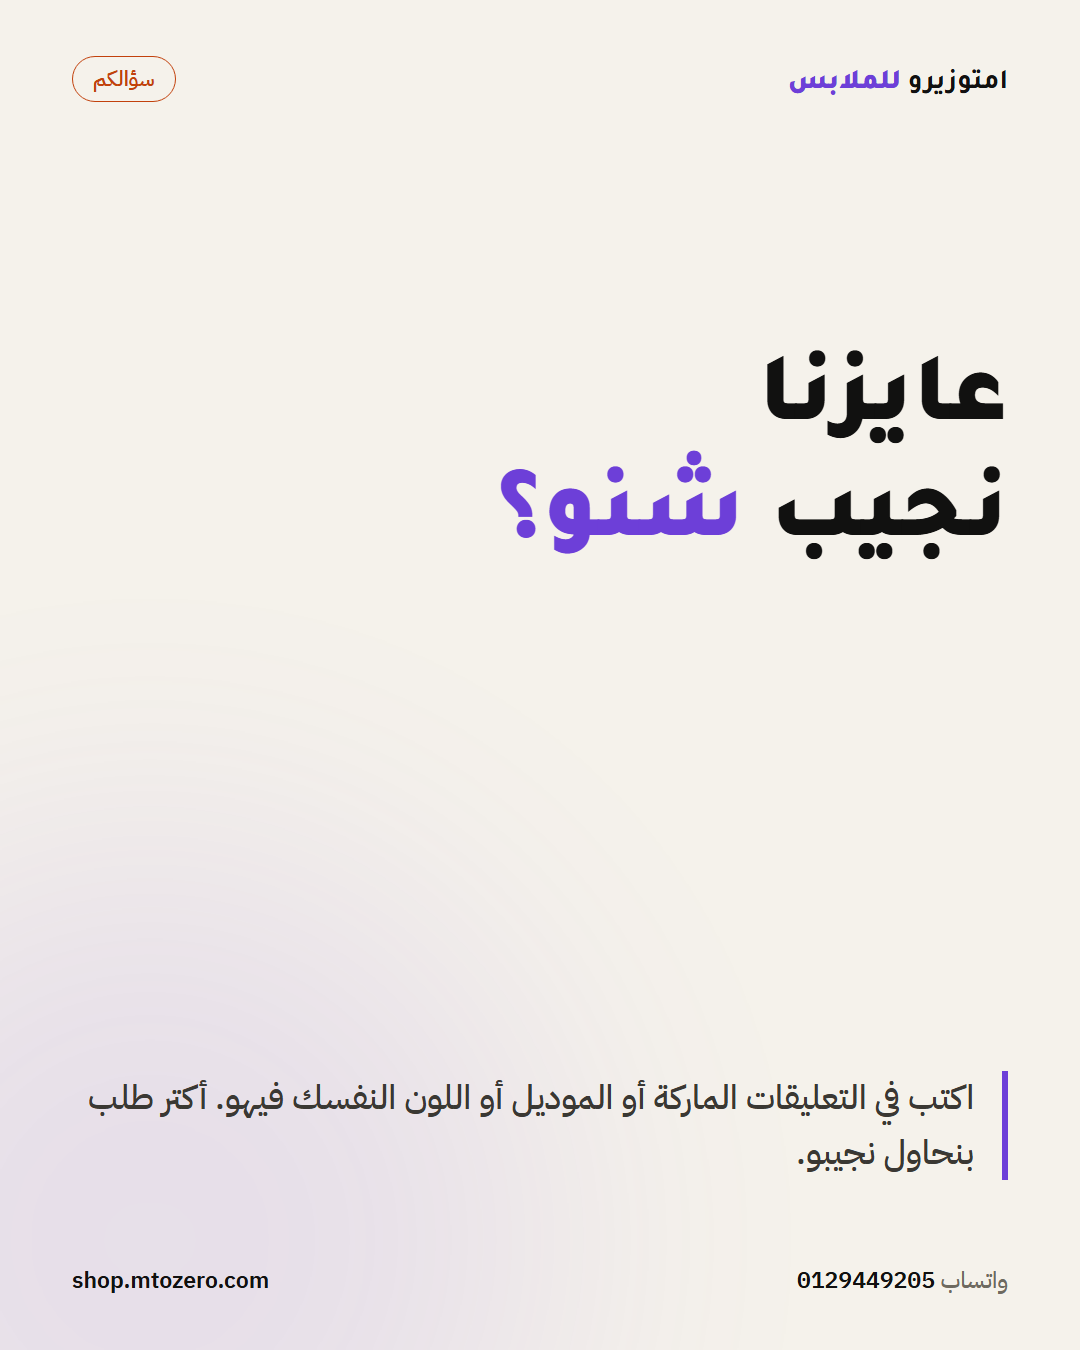 امتوزيرو للملابس
سؤالكم
عايزنا
نجيب شنو؟
اكتب في التعليقات الماركة أو الموديل أو اللون النفسك فيهو. أكتر طلب
بنحاول نجيبو.
واتساب 0129449205
shop.mtozero.com